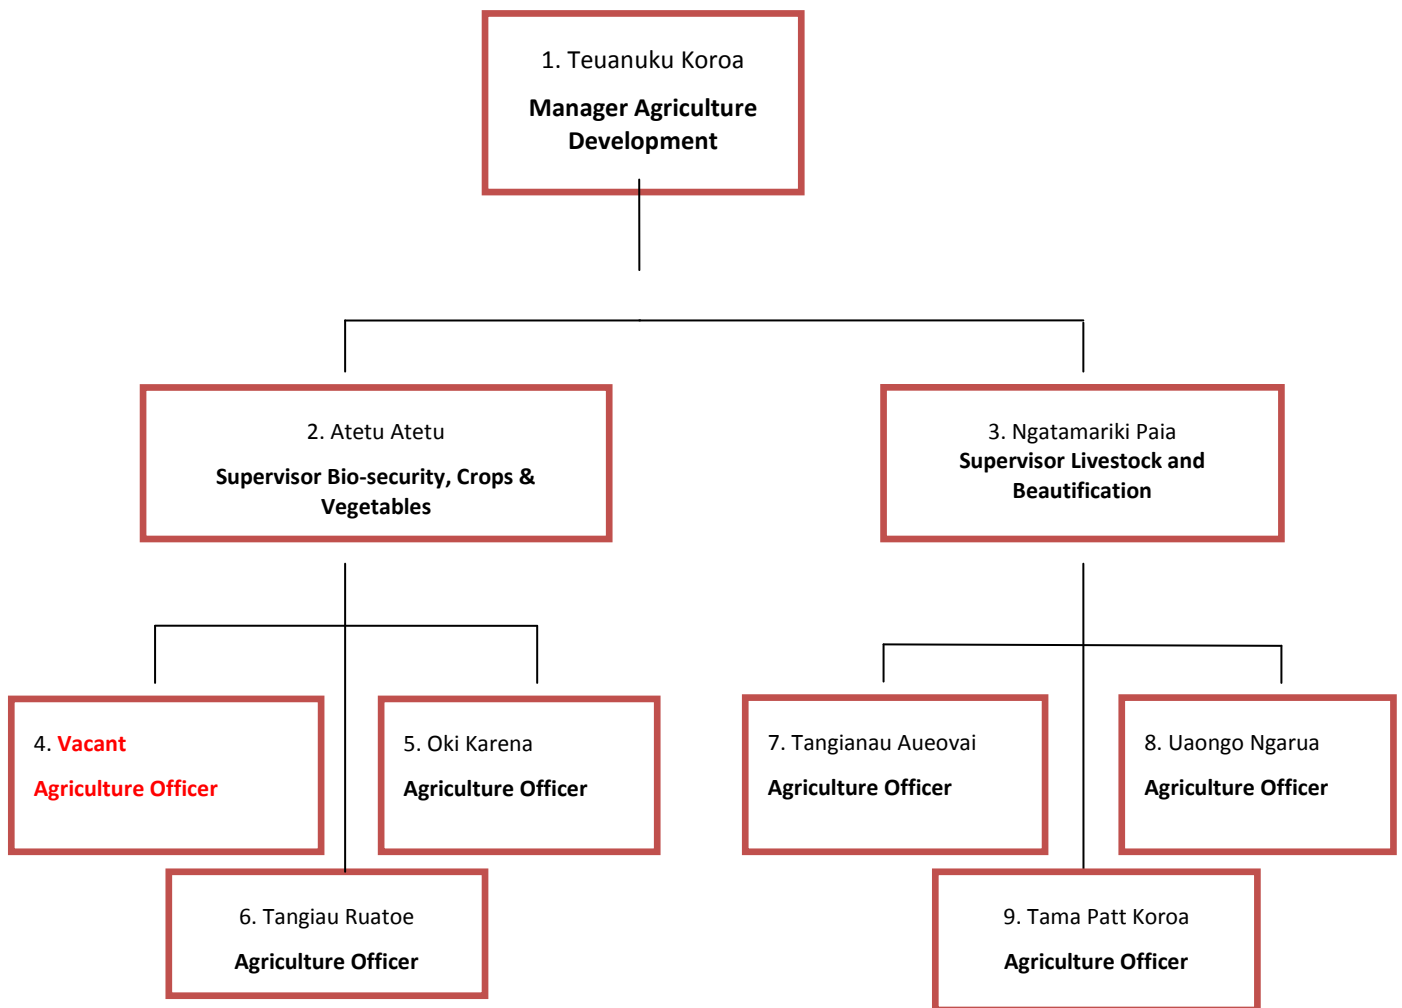 1. Teuanuku Koroa
Manager Agriculture
Development
2. Atetu Atetu
Supervisor Bio-security, Crops &
Vegetables
3. Ngatamariki Paia
Supervisor Livestock and
Beautification
4. Vacant
Agriculture Officer
5. Oki Karena
Agriculture Officer
6. Tangiau Ruatoe
Agriculture Officer
7. Tangianau Aueovai
Agriculture Officer
8. Uaongo Ngarua
Agriculture Officer
9. Tama Patt Koroa
Agriculture Officer